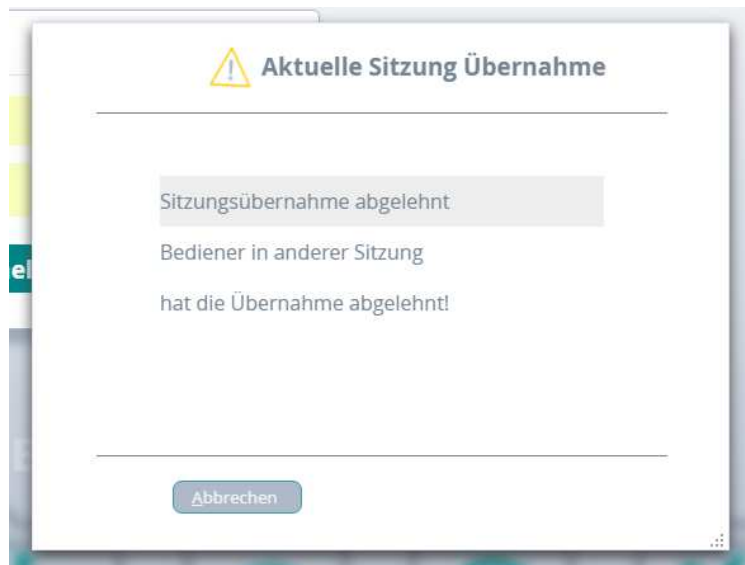 Aktuelle Sitzung Übernahme
Sitzungsübernahme abgelehnt
Bediener in anderer Sitzung
hat die Übernahme abgelehnt!
Abbrechen